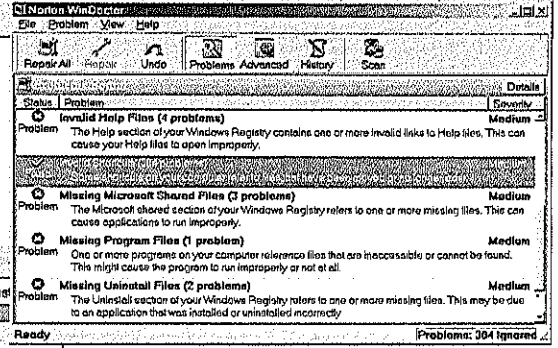 Norton WinDoctor
File Problem View Help
Repair All Repair Undo Problems Advanced History Scan
Details
Status Problem Severity
Problem Invalid Help Files (4 problems) Medium
The Help section of your Windows Registry contains one or more invalid links to Help files. This can
cause your Help files to open improperly.
Problem Missing Microsoft Shared Files (3 problems) Medium
The Microsoft shared section of your Windows Registry refers to one or more missing files. This can
cause applications to run improperly.
Problem Missing Program Files (1 problem) Medium
One or more programs on your computer reference files that are inaccessible or cannot be found.
This might cause the program to run improperly or not at all.
Problem Missing Uninstall Files (2 problems) Medium
The Uninstall section of your Windows Registry refers to one or more missing files. This may be due
to an application that was installed or uninstalled incorrectly
Ready Problems: 304 Ignored